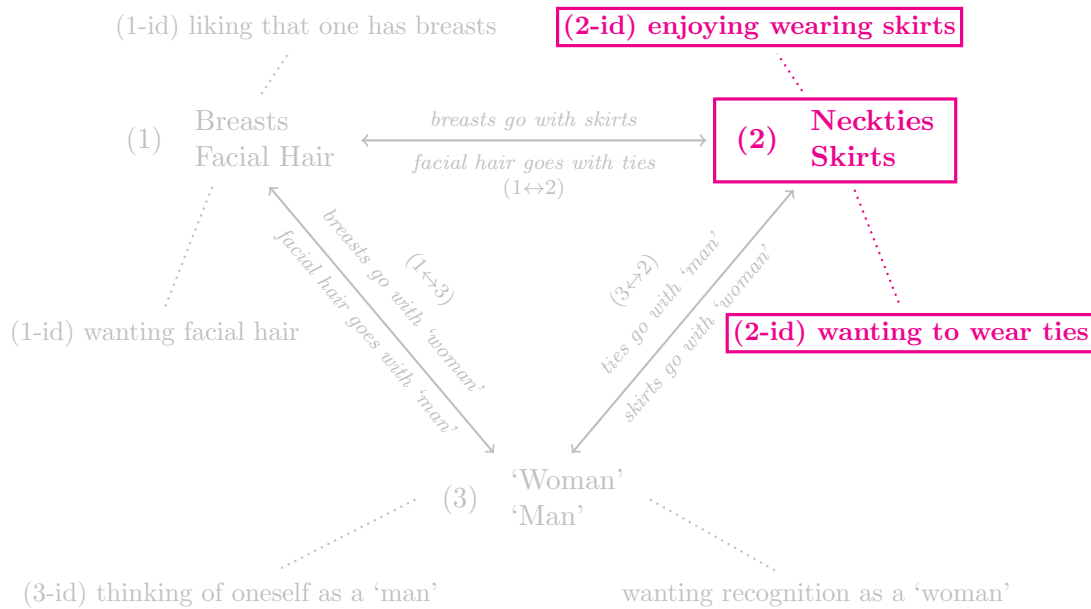 (1-id) liking that one has breasts
(2-id) enjoying wearing skirts
(1) Breasts
Facial Hair
breasts go with skirts
facial hair goes with ties
(1↔2)
(2) Neckties
Skirts
(1↔3)
breasts go with ‘woman’
facial hair goes with ‘man’
(3↔2)
ties go with ‘man’
skirts go with ‘woman’
(1-id) wanting facial hair
(2-id) wanting to wear ties
(3) ‘Woman’
‘Man’
(3-id) thinking of oneself as a ‘man’
wanting recognition as a ‘woman’